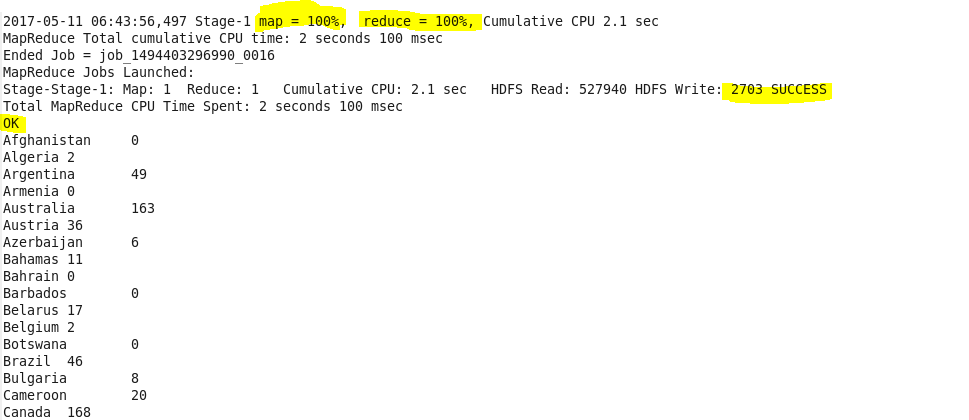 2017-05-11 06:43:56,497 Stage-1 map = 100%,  reduce = 100%, Cumulative CPU 2.1 sec
MapReduce Total cumulative CPU time: 2 seconds 100 msec
Ended Job = job_1494403296990_0016
MapReduce Jobs Launched:
Stage-Stage-1: Map: 1  Reduce: 1   Cumulative CPU: 2.1 sec   HDFS Read: 527940 HDFS Write: 2703 SUCCESS
Total MapReduce CPU Time Spent: 2 seconds 100 msec
OK
Afghanistan     0
Algeria 2
Argentina       49
Armenia 0
Australia       163
Austria 36
Azerbaijan      6
Bahamas 11
Bahrain 0
Barbados        0
Belarus 17
Belgium 2
Botswana        0
Brazil  46
Bulgaria        8
Cameroon        20
Canada  168